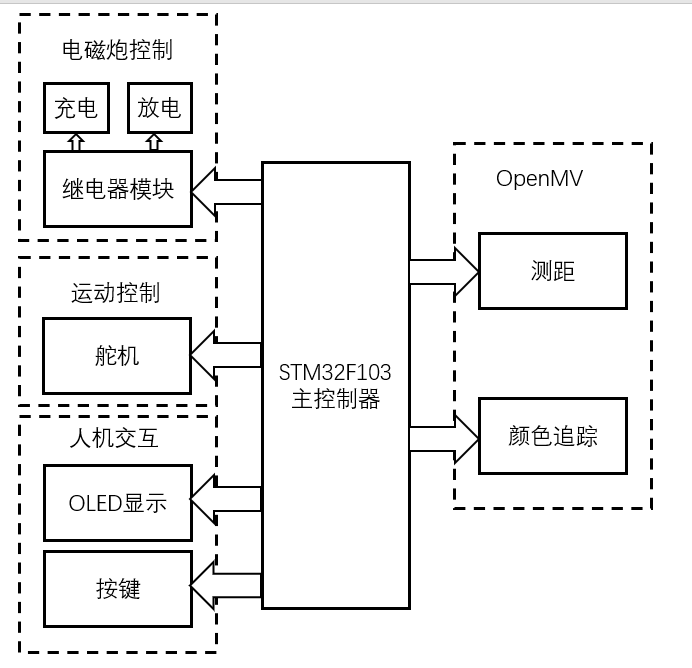 电磁炮控制
充电
放电
继电器模块
运动控制
舵机
人机交互
OLED显示
按键
STM32F103
主控制器
OpenMV
测距
颜色追踪